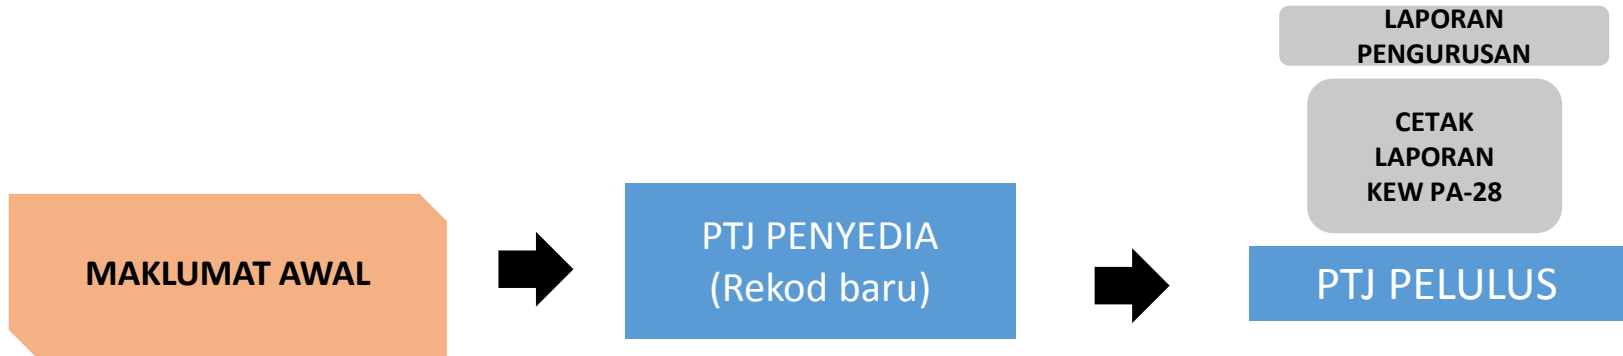 MAKLUMAT AWAL
PTJ PENYEDIA
(Rekod baru)
LAPORAN
PENGURUSAN
CETAK
LAPORAN
KEW PA-28
PTJ PELULUS